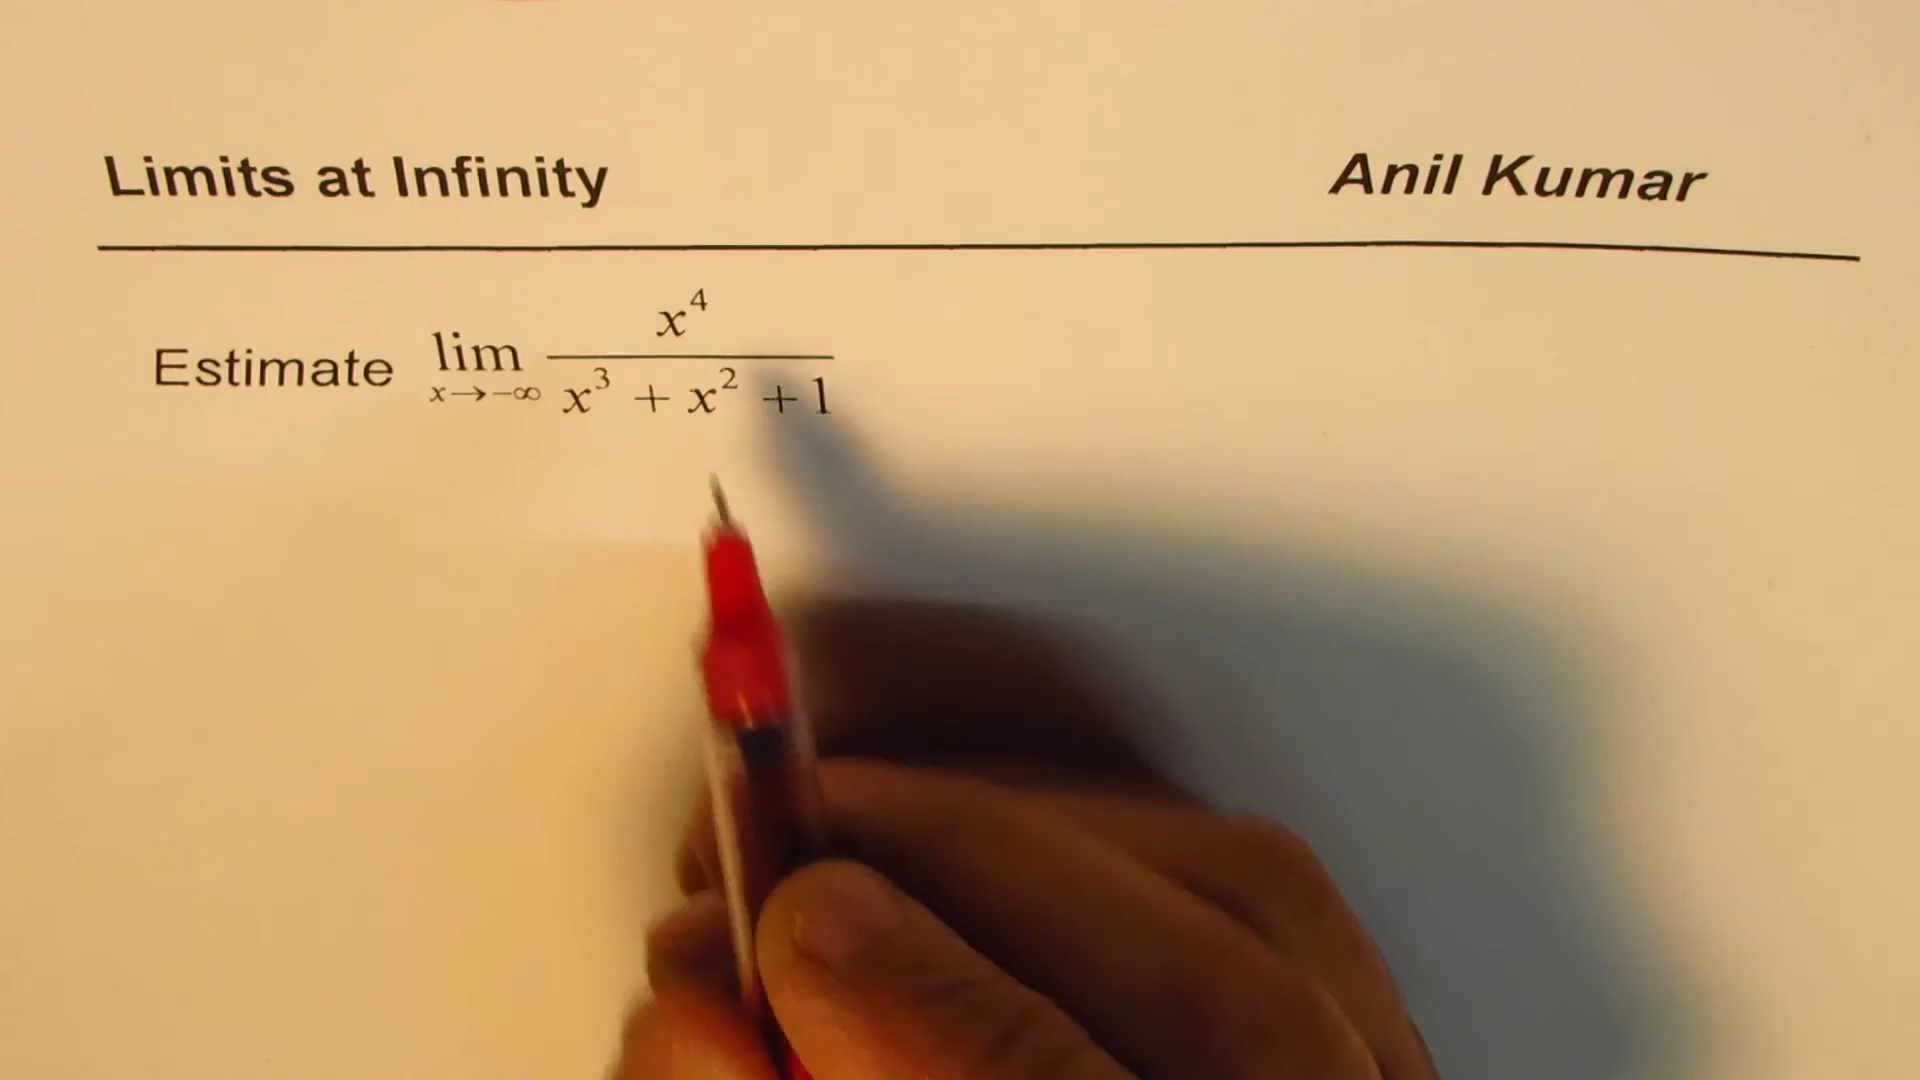 Limits at Infinity Anil Kumar
Estimate lim x→-∞ x^4 / (x^3 + x^2 + 1)